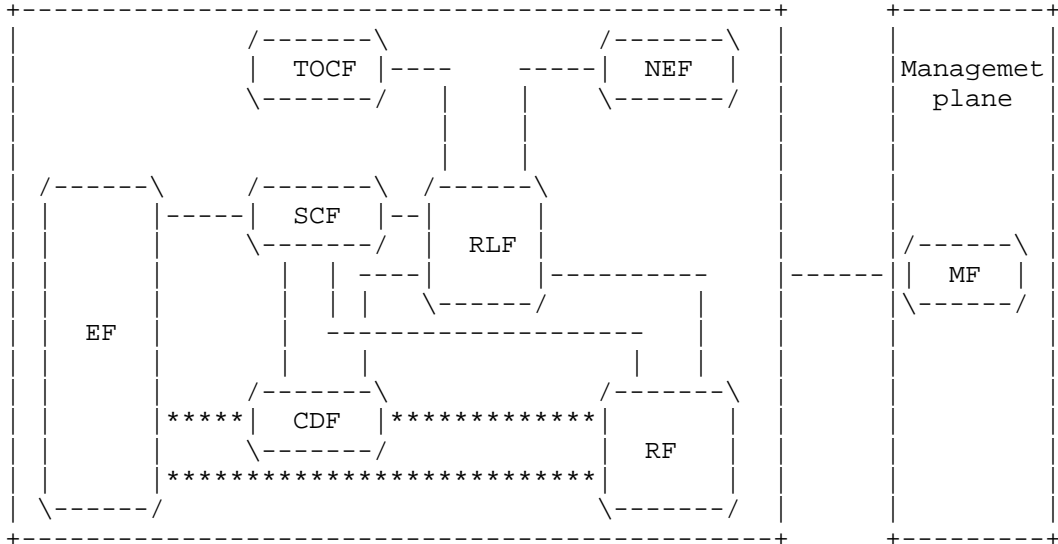 TOCF NEF Managemet
plane
SCF
RLF
MF
EF
CDF
RF